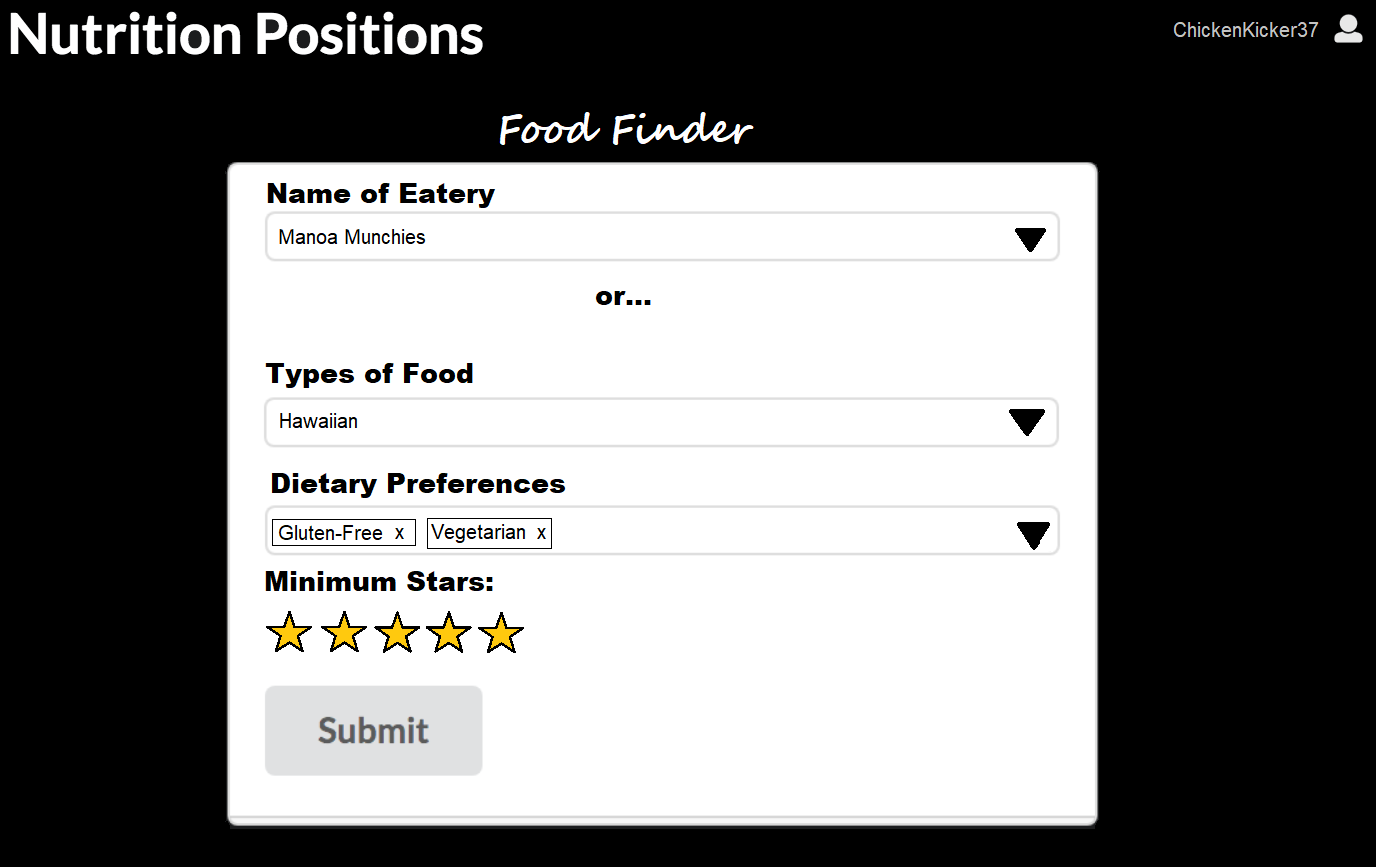 Nutrition Positions
ChickenKicker37
Food Finder
Name of Eatery
Manoa Munchies
or...
Types of Food
Hawaiian
Dietary Preferences
Gluten-Free x Vegetarian x
Minimum Stars:
Submit